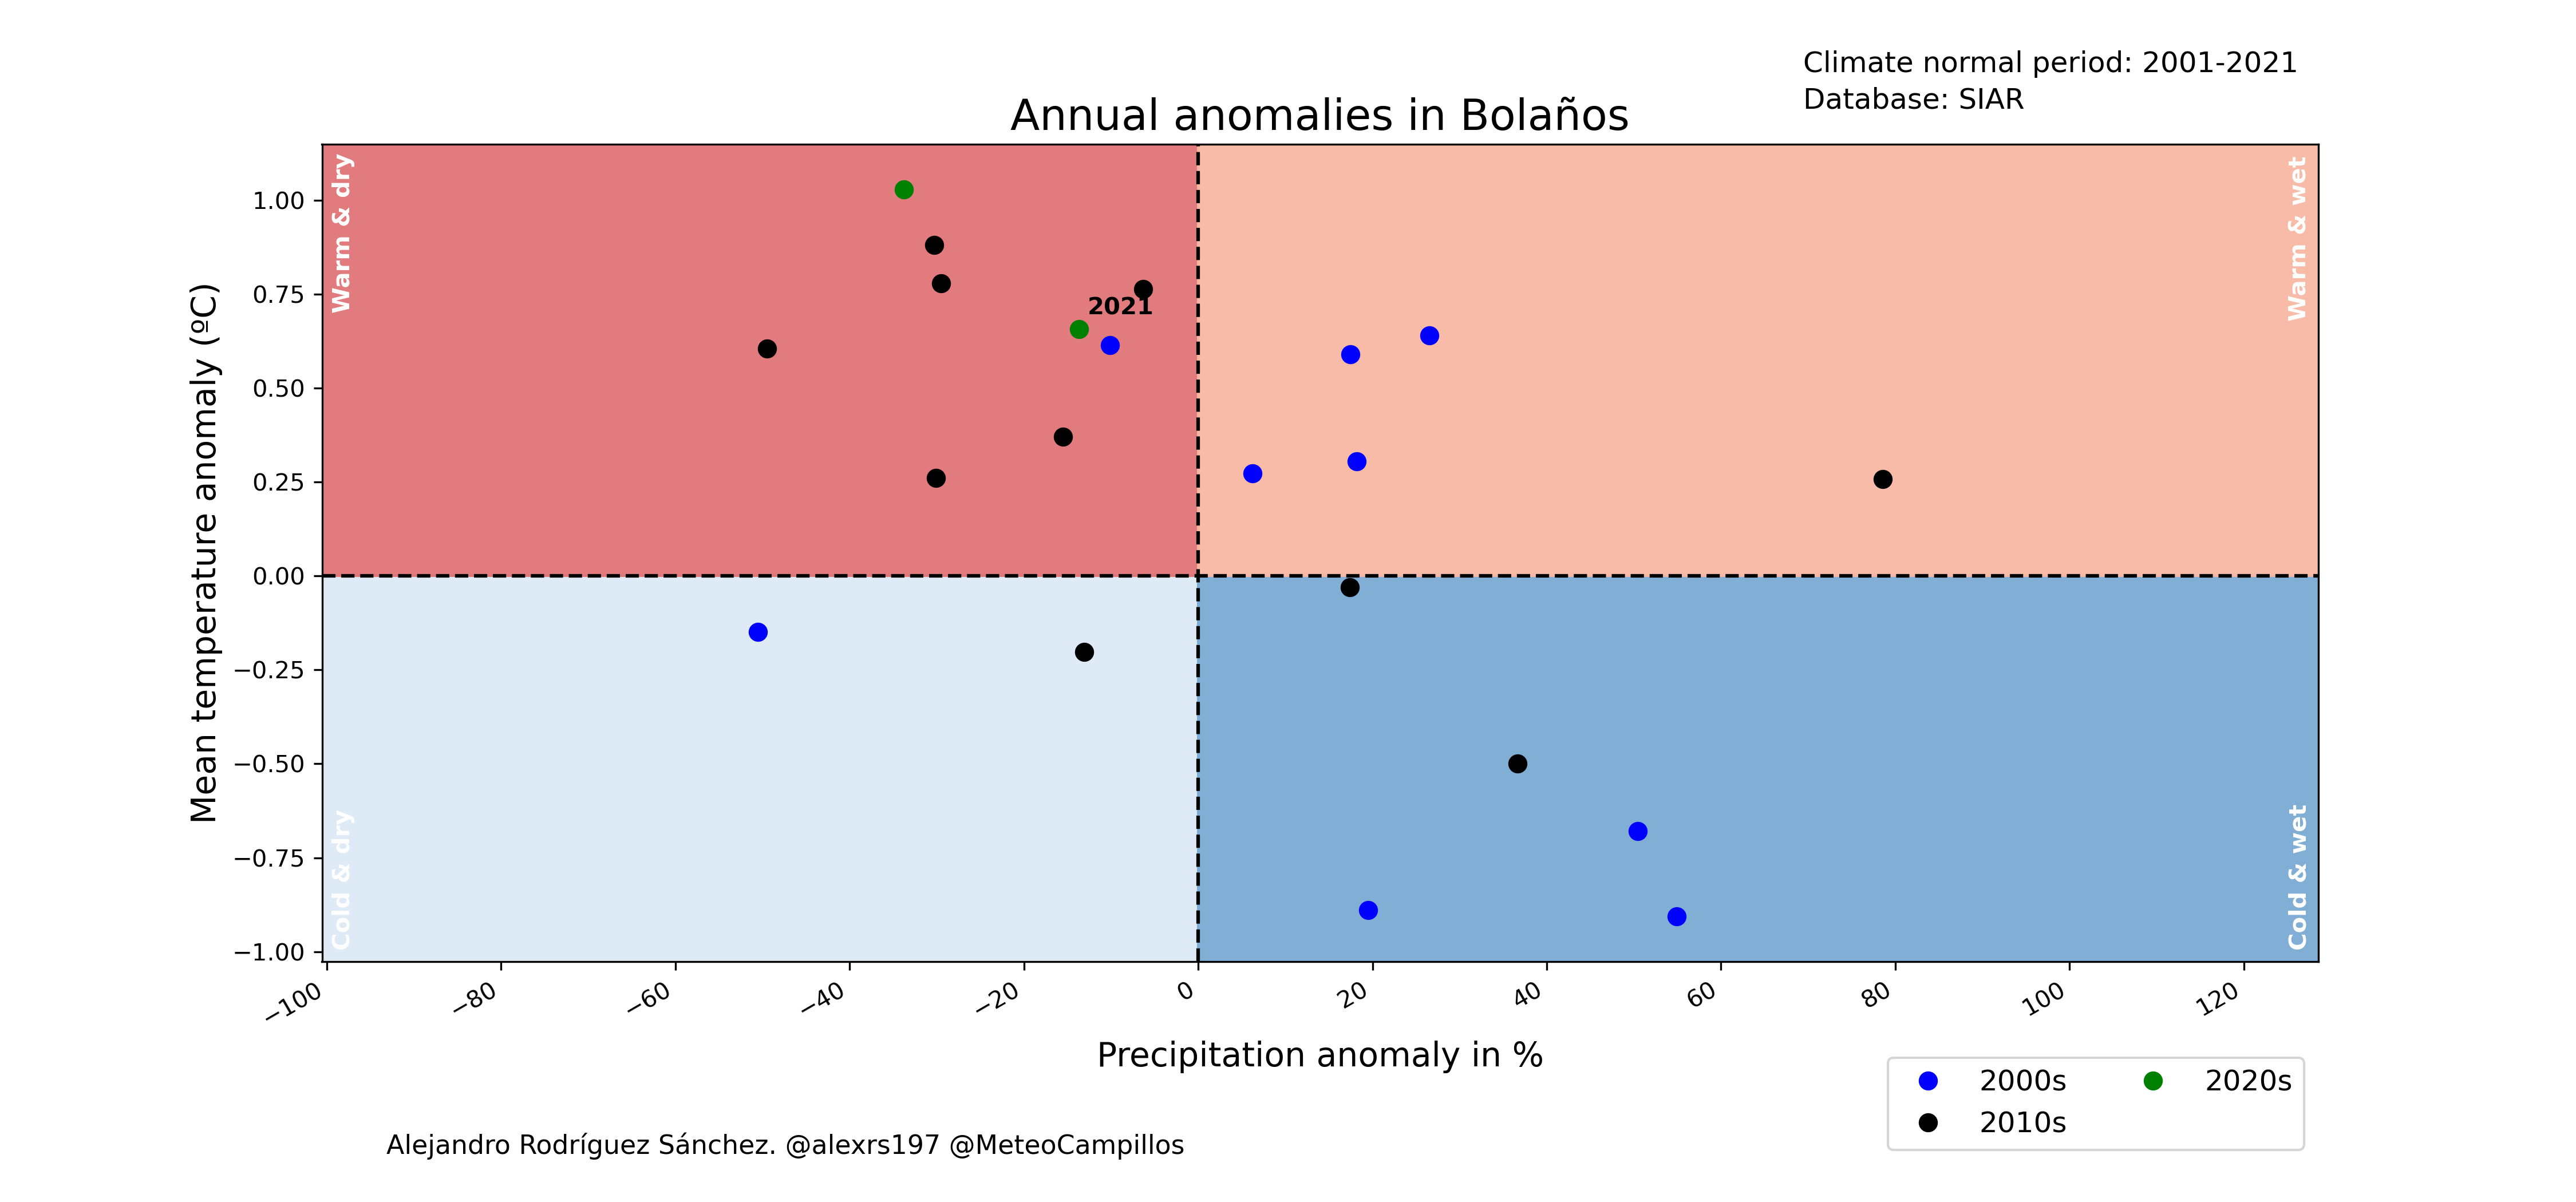 Climate normal period: 2001-2021
Database: SIAR
Annual anomalies in Bolaños
Warm & dry
Warm & wet
Mean temperature anomaly (ºC)
1.00
0.75
0.50
0.25
0.00
−0.25
−0.50
−0.75
−1.00
2021
Cold & dry
Cold & wet
−100
−80
−60
−40
−20
0
20
40
60
80
100
120
Precipitation anomaly in %
2000s
2010s
2020s
Alejandro Rodríguez Sánchez. @alexrs197 @MeteoCampillos